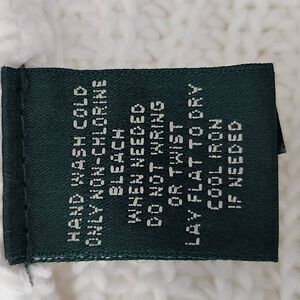 HAND WASH COLD
ONLY NON-CHLORINE
BLEACH
WHEN NEEDED
DO NOT WRING
OR TWIST
LAY FLAT TO DRY
COOL IRON
IF NEEDED